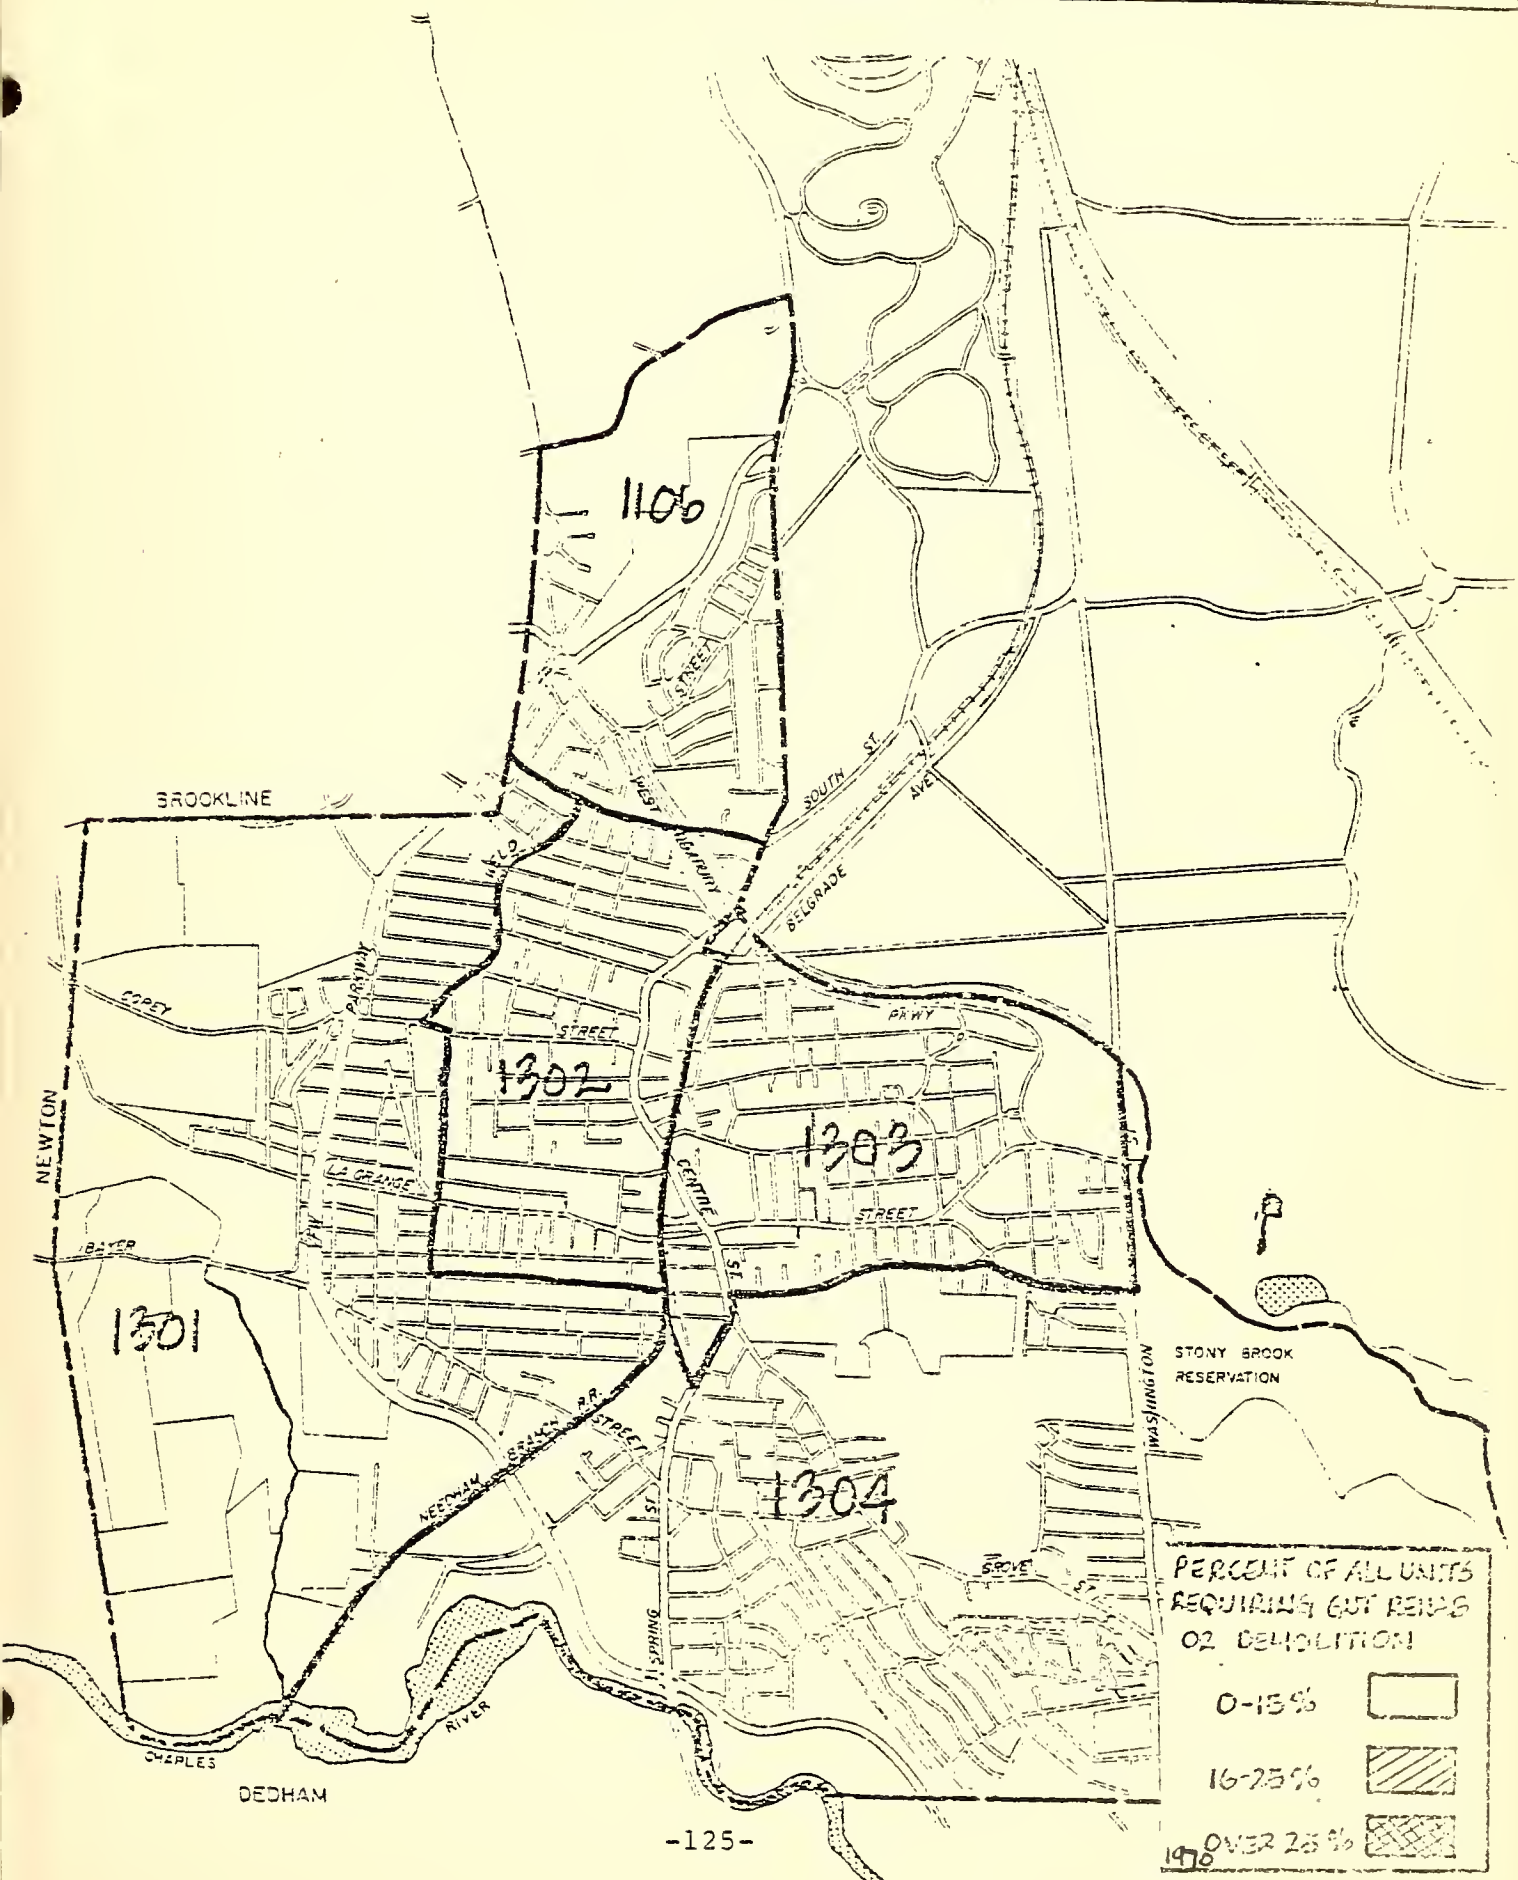 1106
STREET
SOUTH ST.
WEST
ROXBURY
AVE
BROOKLINE
WELD
BELGRADE
PARKWAY
COREY
STREET
PKWY
1302
NEWTON
1303
ST
LA GRANGE
CENTRE
STREET
BAKER
ST.
1301
STONY BROOK
RESERVATION
WASHINGTON
NEEDHAM BRANCH R.R.
STREET
1304
ST
GROVE
ST
SPRING
PERCENT OF ALL UNITS
REQUIRING GUT REHAB
OR DEMOLITION
0-15%
16-25%
OVER 25%
1970
RIVER
CHARLES
DEDHAM
-125-